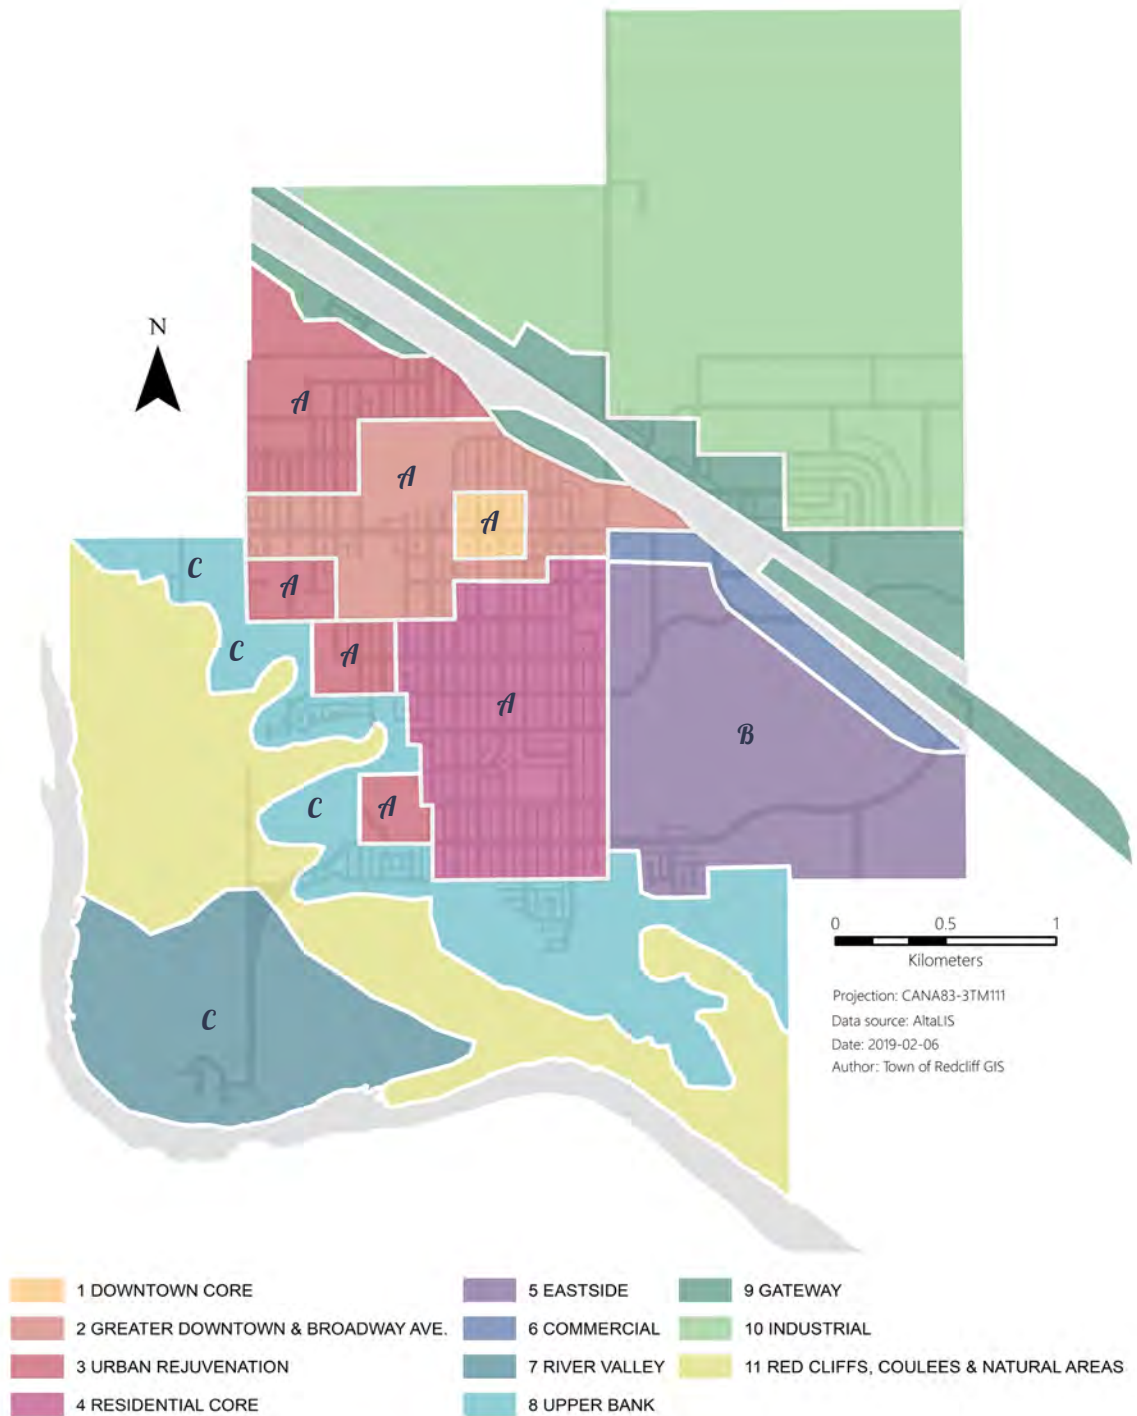 N
A
A
A
C
A
C
A
A
B
C
A
C
0 0.5 1
Kilometers
Projection: CANA83-3TM111
Data source: AltaLIS
Date: 2019-02-06
Author: Town of Redcliff GIS
1 DOWNTOWN CORE
2 GREATER DOWNTOWN & BROADWAY AVE.
3 URBAN REJUVENATION
4 RESIDENTIAL CORE
5 EASTSIDE
6 COMMERCIAL
7 RIVER VALLEY
8 UPPER BANK
9 GATEWAY
10 INDUSTRIAL
11 RED CLIFFS, COULEES & NATURAL AREAS